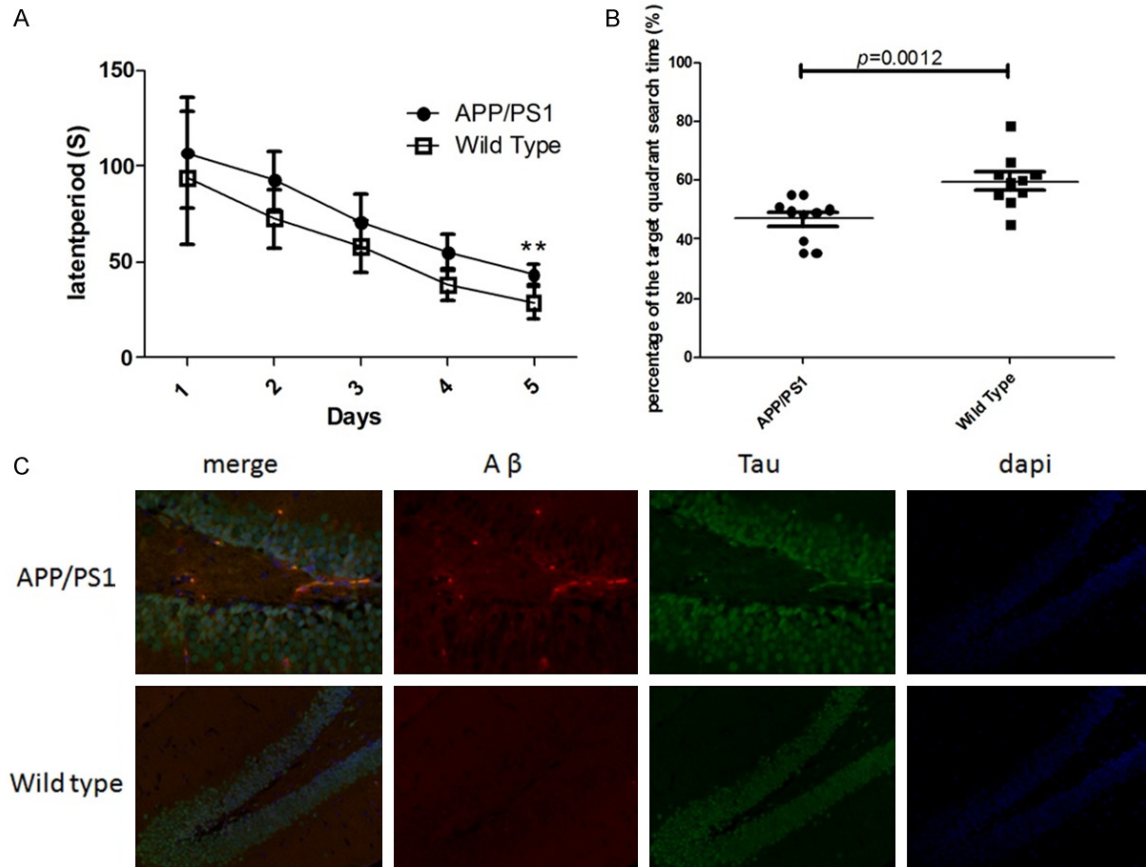 A
latentperiod (S)
150
100
50
0
APP/PS1
Wild Type
**
1 2 3 4 5
Days
B
percentage of the target quadrant search time (%)
100
80
60
40
20
0
p=0.0012
APP/PS1
Wild Type
C
merge A β Tau dapi
APP/PS1
Wild type